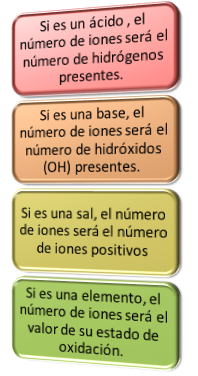 Si es un ácido , el
número de iones será el
número de hidrógenos
presentes.
Si es una base, el
número de iones será el
número de hidróxidos
(OH) presentes.
Si es una sal, el número
de iones será el número
de iones positivos
Si es una elemento, el
número de iones será el
valor de su estado de
oxidación.